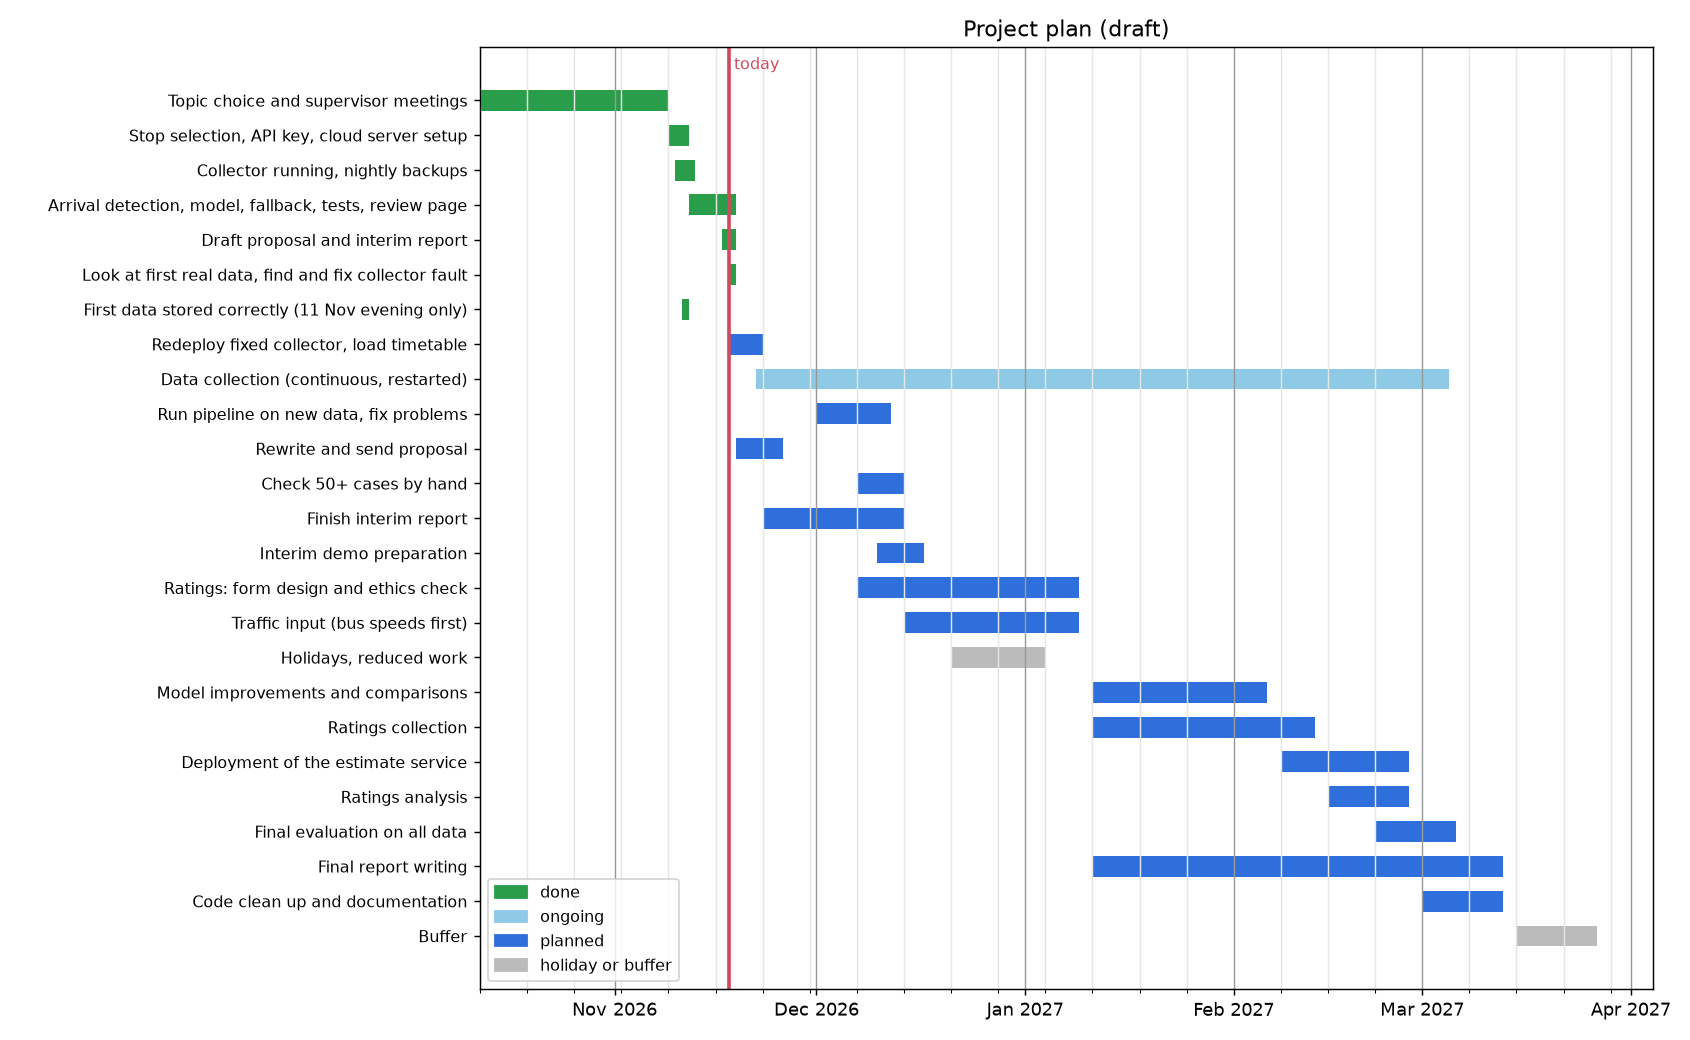 Project plan (draft)
today
Topic choice and supervisor meetings
Stop selection, API key, cloud server setup
Collector running, nightly backups
Arrival detection, model, fallback, tests, review page
Draft proposal and interim report
Look at first real data, find and fix collector fault
First data stored correctly (11 Nov evening only)
Redeploy fixed collector, load timetable
Data collection (continuous, restarted)
Run pipeline on new data, fix problems
Rewrite and send proposal
Check 50+ cases by hand
Finish interim report
Interim demo preparation
Ratings: form design and ethics check
Traffic input (bus speeds first)
Holidays, reduced work
Model improvements and comparisons
Ratings collection
Deployment of the estimate service
Ratings analysis
Final evaluation on all data
Final report writing
Code clean up and documentation
Buffer
done
ongoing
planned
holiday or buffer
Nov 2026
Dec 2026
Jan 2027
Feb 2027
Mar 2027
Apr 2027